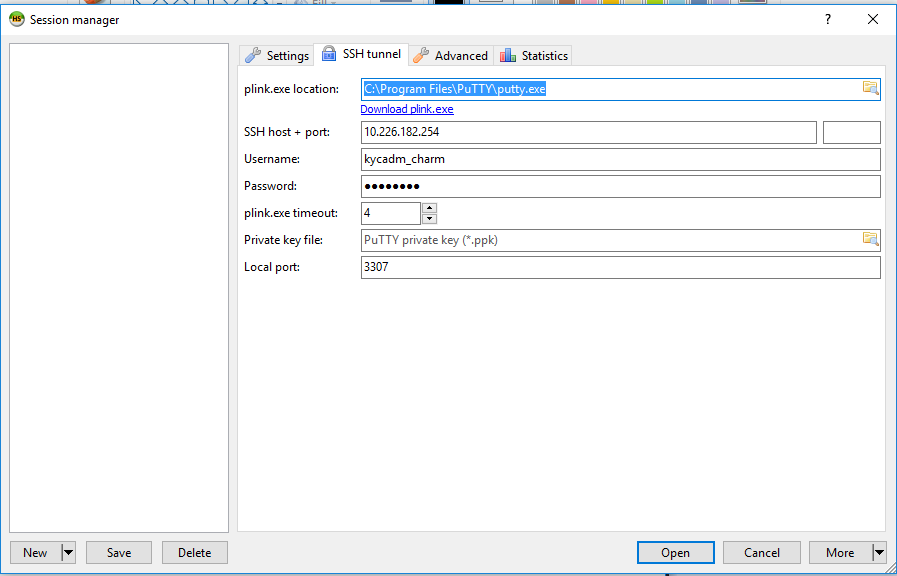 Session manager
Settings
SSH tunnel
Advanced
Statistics
plink.exe location: C:\Program Files\PuTTY\putty.exe
Download plink.exe
SSH host + port: 10.226.182.254
Username: kycadm_charm
Password: ●●●●●●●●
plink.exe timeout: 4
Private key file: PuTTY private key (*.ppk)
Local port: 3307
New
Save
Delete
Open
Cancel
More